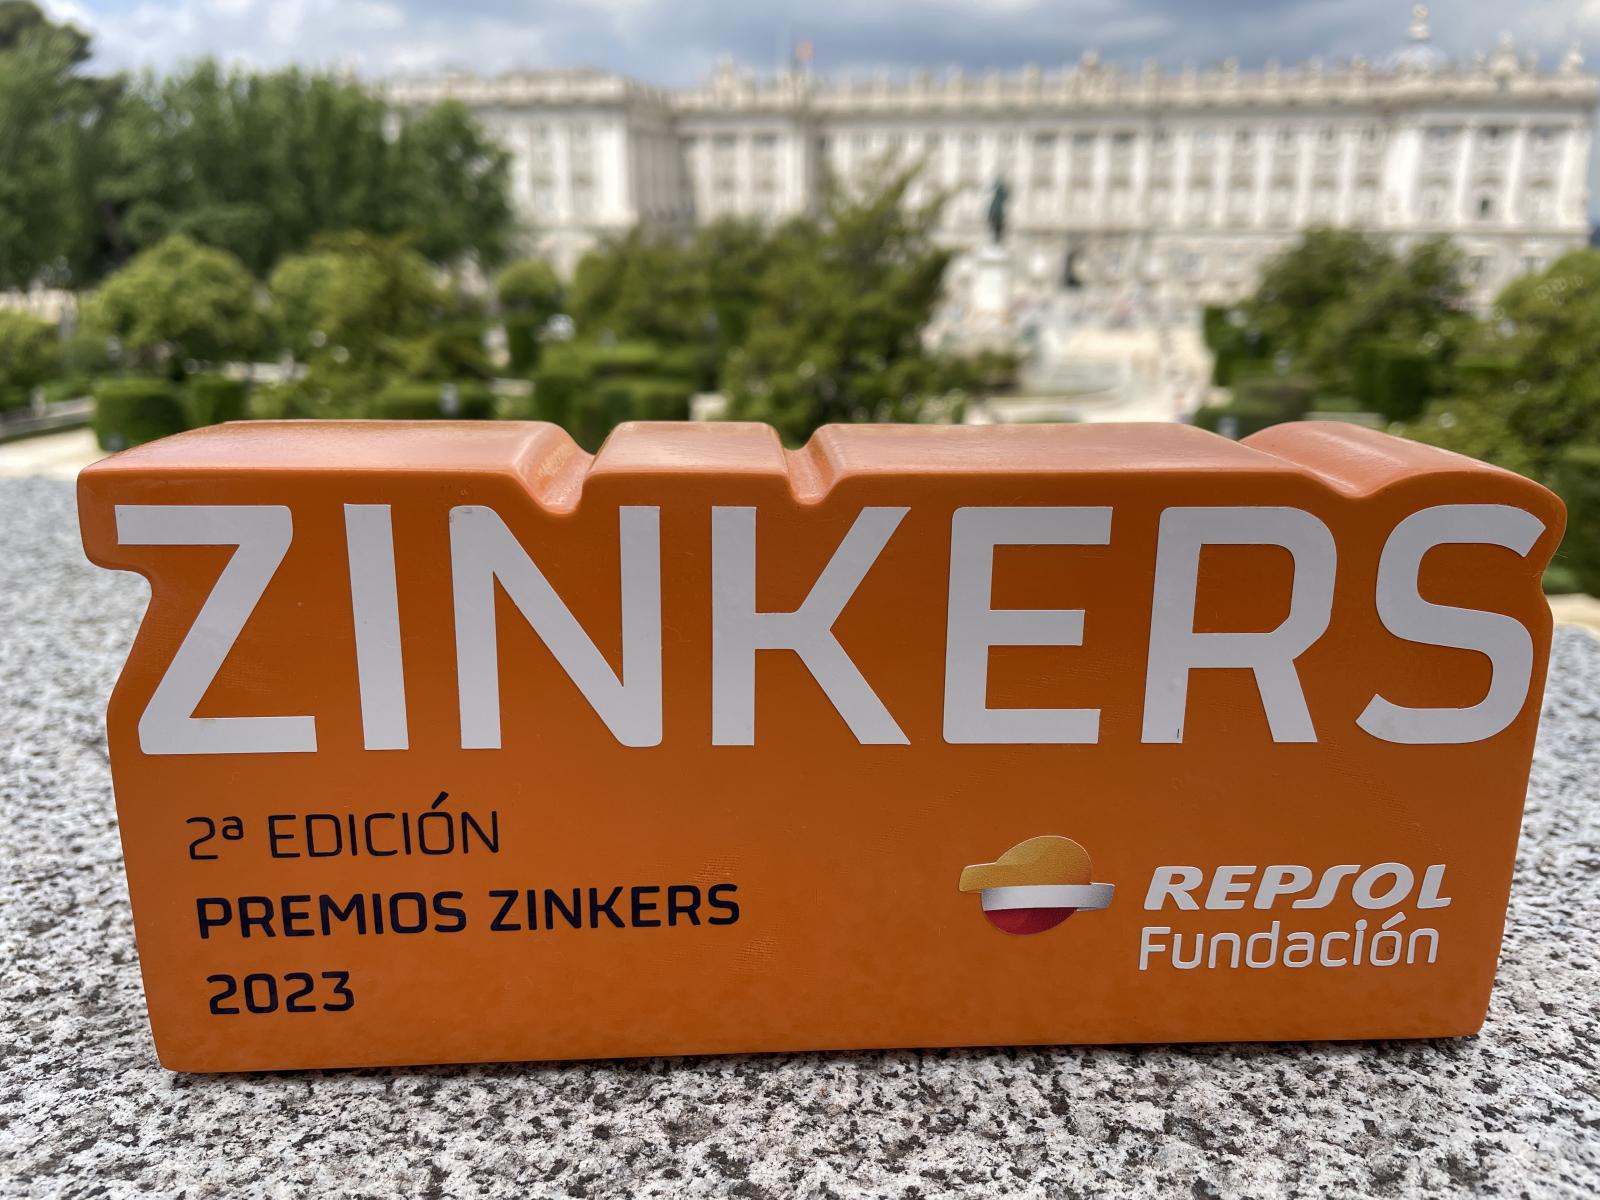 ZINKERS
2ª EDICIÓN
PREMIOS ZINKERS
2023
REPSOL
Fundación